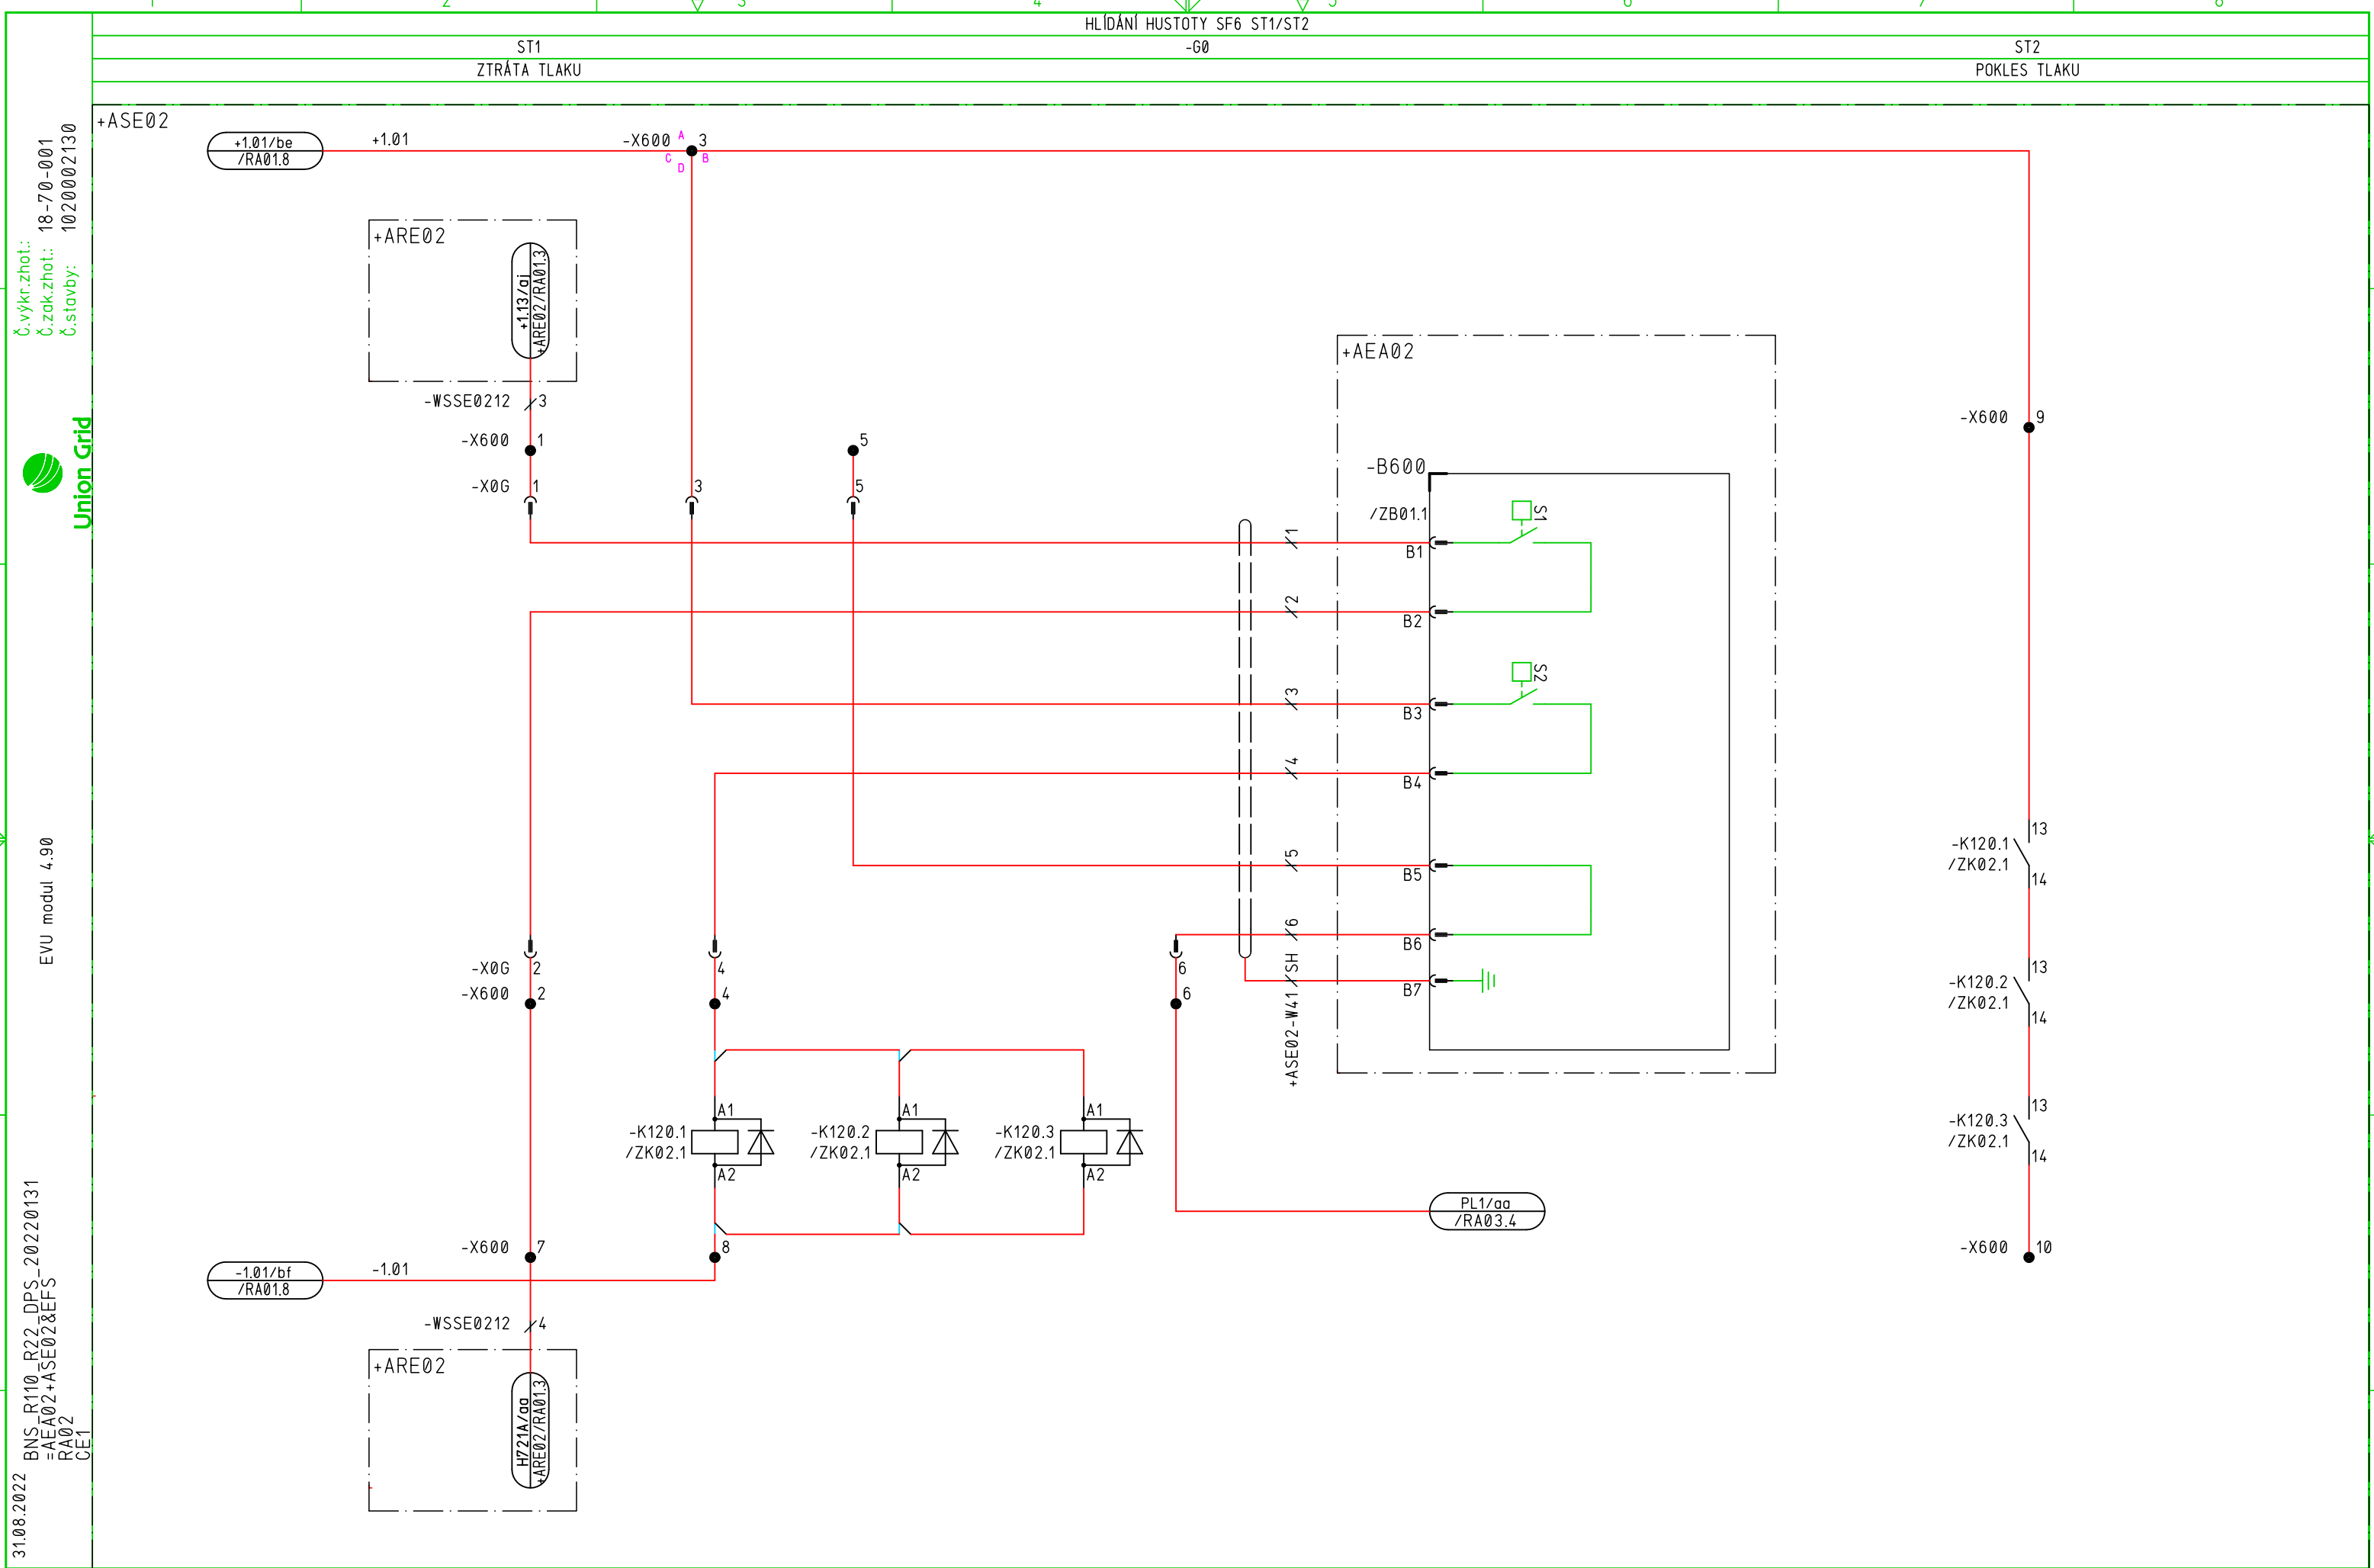 1 2 3 4 5 6 7 8
HLÍDÁNÍ HUSTOTY SF6 ST1/ST2
ST1 -G0 ST2
ZTRÁTA TLAKU POKLES TLAKU
+ASE02
+1.01/be
/RA01.8
+1.01
-X600 3
A
C B
D
+ARE02
+1.13/aj
+ARE02/RA01.3
-WSSE0212 3
-X600 1
5
-X0G 1
3
5
+AEA02
-B600
/ZB01.1
S1
1
B1
2
B2
S2
3
B3
4
B4
5
B5
6
B6
+ASE02-W41 SH
B7
-X600 9
-K120.1
/ZK02.1
13
14
-K120.2
/ZK02.1
13
14
-K120.3
/ZK02.1
13
14
-X600 10
-X0G 2
4
6
-X600 2
4
6
-K120.1
/ZK02.1
A1
A2
-K120.2
/ZK02.1
A1
A2
-K120.3
/ZK02.1
A1
A2
PL1/aa
/RA03.4
-X600 7
8
-1.01/bf
/RA01.8
-1.01
-WSSE0212 4
+ARE02
H721A/aa
+ARE02/RA01.3
Č.výkr.zhot.:
Č.zak.zhot.: 18-70-001
Č.stavby: 1020002130
Union Grid
EVU modul 4.90
BNS_R110_R22_DPS_20220131
=AEA02+ASE02&EFS
RA02
CE1
31.08.2022